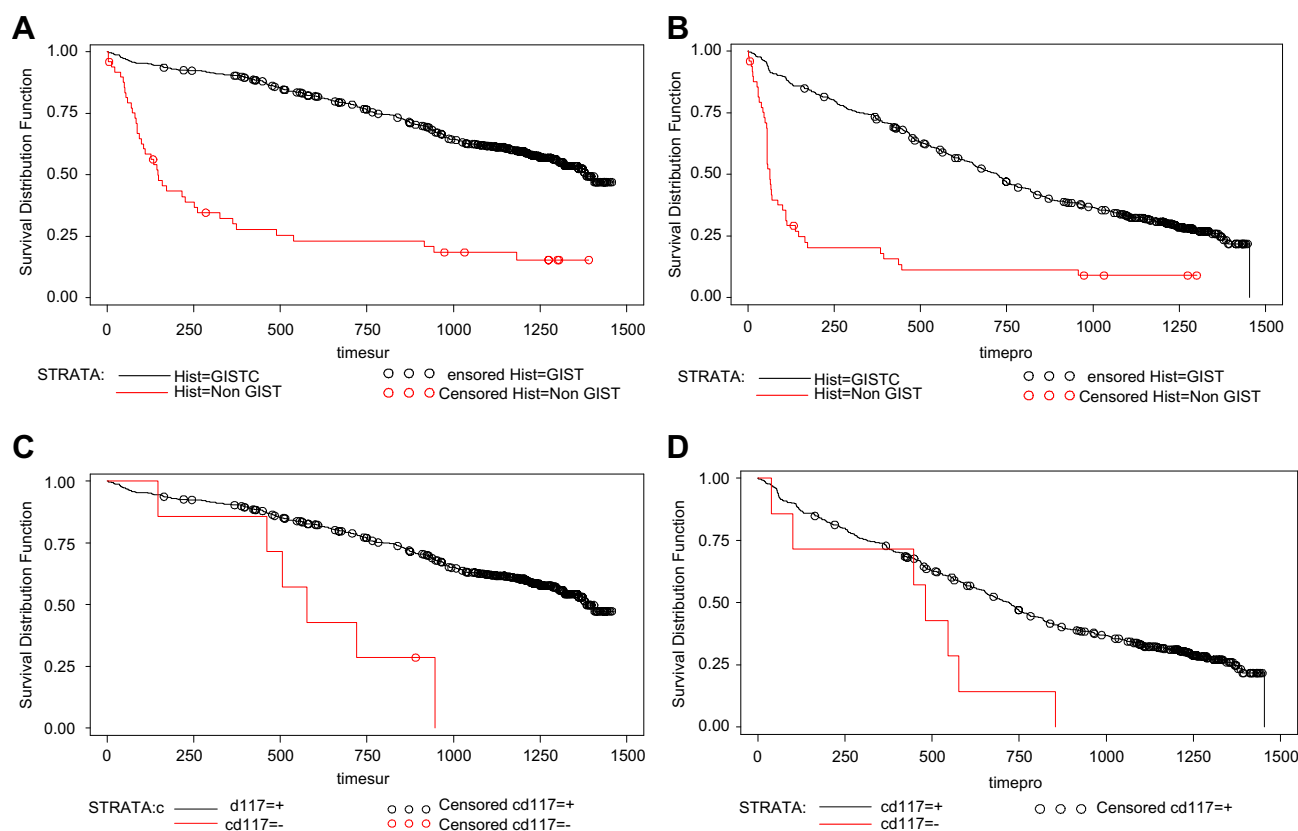 A
Survival Distribution Function
1.00
0.75
0.50
0.25
0.00
0 250 500 750 1000 1250 1500
timesur
STRATA: Hist=GISTC ensored Hist=GIST
Hist=Non GIST Censored Hist=Non GIST
B
Survival Distribution Function
1.00
0.75
0.50
0.25
0.00
0 250 500 750 1000 1250 1500
timepro
STRATA: Hist=GISTC ensored Hist=GIST
Hist=Non GIST Censored Hist=Non GIST
C
Survival Distribution Function
1.00
0.75
0.50
0.25
0.00
0 250 500 750 1000 1250 1500
timesur
STRATA:c d117=+ Censored cd117=+
cd117=- Censored cd117=-
D
Survival Distribution Function
1.00
0.75
0.50
0.25
0.00
0 250 500 750 1000 1250 1500
timepro
STRATA: cd117=+ Censored cd117=+
cd117=-